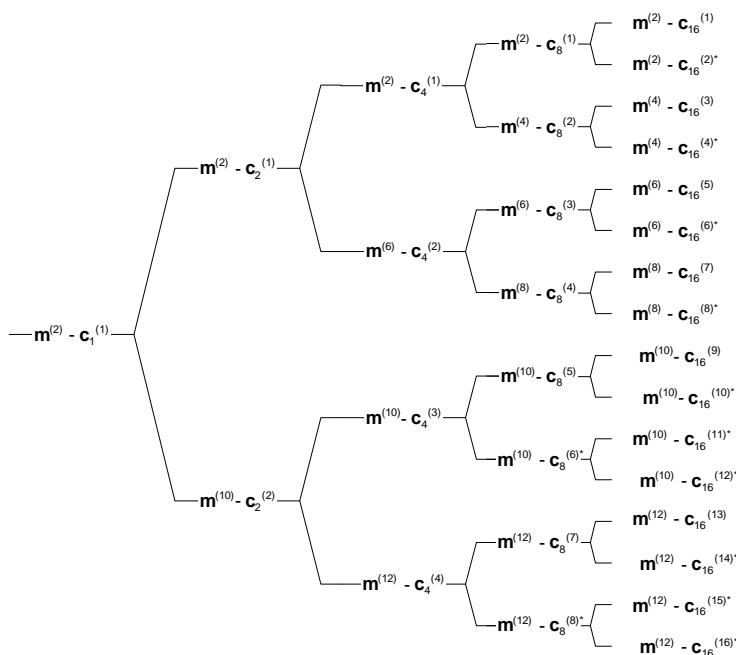 m(2) - c16(1)
m(2) - c8(1)
m(2) - c16(2)*
m(2) - c4(1)
m(4) - c16(3)
m(4) - c8(2)
m(4) - c16(4)*
m(2) - c2(1)
m(6) - c16(5)
m(6) - c8(3)
m(6) - c16(6)*
m(6) - c4(2)
m(8) - c16(7)
m(8) - c8(4)
m(8) - c16(8)*
m(2) - c1(1)
m(10) - c16(9)
m(10) - c8(5)
m(10) - c16(10)*
m(10) - c4(3)
m(10) - c16(11)*
m(10) - c8(6)*
m(10) - c16(12)*
m(10) - c2(2)
m(12) - c16(13)
m(12) - c8(7)
m(12) - c16(14)*
m(12) - c4(4)
m(12) - c16(15)*
m(12) - c8(8)*
m(12) - c16(16)*